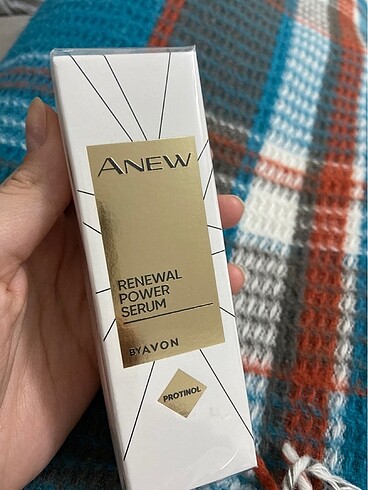 ANEW
RENEWAL
POWER
SERUM
BY AVON
PROTINOL